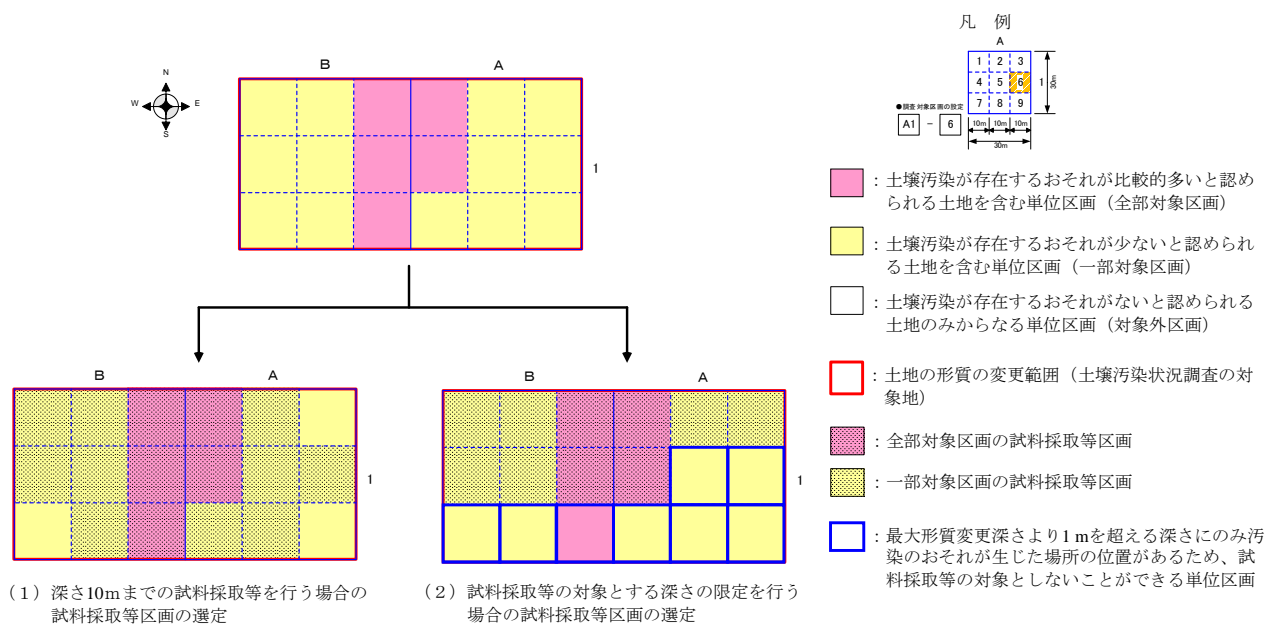 凡 例
A
1 2 3
4 5 6
7 8 9
1
30m
●調査対象区画の設定
A1 - 6
10m 10m 10m
30m
N
W E
S
B A
1
：土壌汚染が存在するおそれが比較的多いと認め
られる土地を含む単位区画（全部対象区画）
：土壌汚染が存在するおそれが少ないと認められ
る土地を含む単位区画（一部対象区画）
：土壌汚染が存在するおそれがないと認められる
土地のみからなる単位区画（対象外区画）
：土地の形質の変更範囲（土壌汚染状況調査の対
象地）
：全部対象区画の試料採取等区画
：一部対象区画の試料採取等区画
：最大形質変更深さより1 mを超える深さにのみ汚
染のおそれが生じた場所の位置があるため、試
料採取等の対象としないことができる単位区画
B A
B A
1
1
（１）深さ10mまでの試料採取等を行う場合の
試料採取等区画の選定
（２）試料採取等の対象とする深さの限定を行う
場合の試料採取等区画の選定